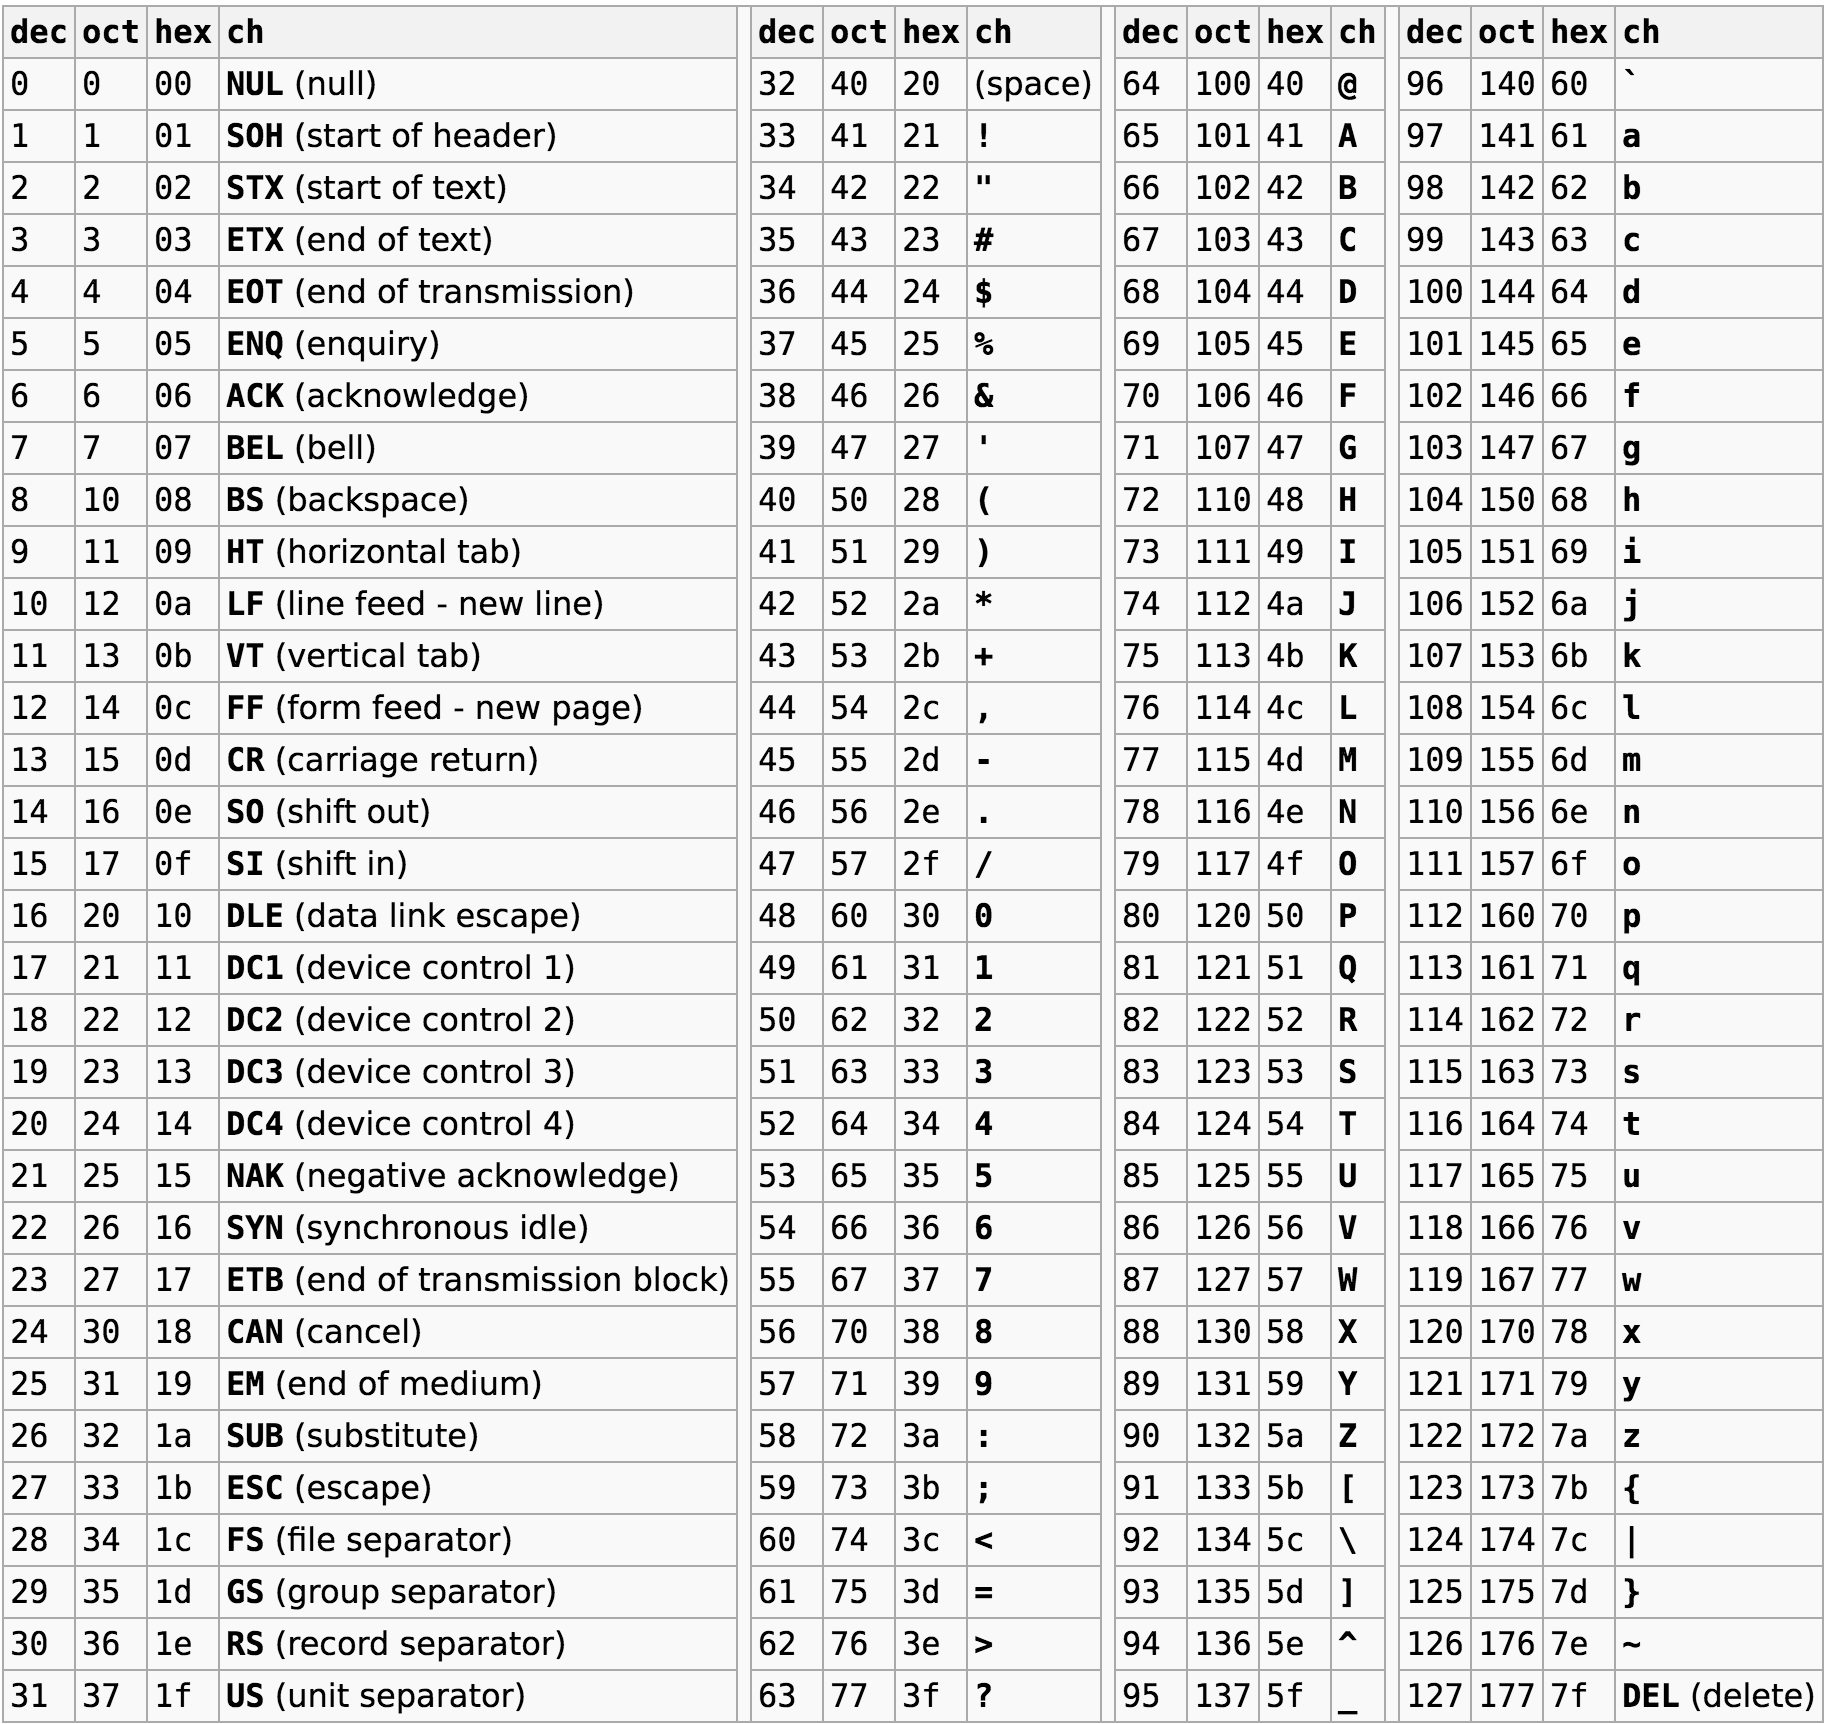 dec oct hex ch dec oct hex ch dec oct hex ch dec oct hex ch
0 0 00 NUL (null) 32 40 20 (space) 64 100 40 @ 96 140 60 `
1 1 01 SOH (start of header) 33 41 21 ! 65 101 41 A 97 141 61 a
2 2 02 STX (start of text) 34 42 22 " 66 102 42 B 98 142 62 b
3 3 03 ETX (end of text) 35 43 23 # 67 103 43 C 99 143 63 c
4 4 04 EOT (end of transmission) 36 44 24 $ 68 104 44 D 100 144 64 d
5 5 05 ENQ (enquiry) 37 45 25 % 69 105 45 E 101 145 65 e
6 6 06 ACK (acknowledge) 38 46 26 & 70 106 46 F 102 146 66 f
7 7 07 BEL (bell) 39 47 27 ' 71 107 47 G 103 147 67 g
8 10 08 BS (backspace) 40 50 28 ( 72 110 48 H 104 150 68 h
9 11 09 HT (horizontal tab) 41 51 29 ) 73 111 49 I 105 151 69 i
10 12 0a LF (line feed - new line) 42 52 2a * 74 112 4a J 106 152 6a j
11 13 0b VT (vertical tab) 43 53 2b + 75 113 4b K 107 153 6b k
12 14 0c FF (form feed - new page) 44 54 2c , 76 114 4c L 108 154 6c l
13 15 0d CR (carriage return) 45 55 2d - 77 115 4d M 109 155 6d m
14 16 0e SO (shift out) 46 56 2e . 78 116 4e N 110 156 6e n
15 17 0f SI (shift in) 47 57 2f / 79 117 4f O 111 157 6f o
16 20 10 DLE (data link escape) 48 60 30 0 80 120 50 P 112 160 70 p
17 21 11 DC1 (device control 1) 49 61 31 1 81 121 51 Q 113 161 71 q
18 22 12 DC2 (device control 2) 50 62 32 2 82 122 52 R 114 162 72 r
19 23 13 DC3 (device control 3) 51 63 33 3 83 123 53 S 115 163 73 s
20 24 14 DC4 (device control 4) 52 64 34 4 84 124 54 T 116 164 74 t
21 25 15 NAK (negative acknowledge) 53 65 35 5 85 125 55 U 117 165 75 u
22 26 16 SYN (synchronous idle) 54 66 36 6 86 126 56 V 118 166 76 v
23 27 17 ETB (end of transmission block) 55 67 37 7 87 127 57 W 119 167 77 w
24 30 18 CAN (cancel) 56 70 38 8 88 130 58 X 120 170 78 x
25 31 19 EM (end of medium) 57 71 39 9 89 131 59 Y 121 171 79 y
26 32 1a SUB (substitute) 58 72 3a : 90 132 5a Z 122 172 7a z
27 33 1b ESC (escape) 59 73 3b ; 91 133 5b [ 123 173 7b {
28 34 1c FS (file separator) 60 74 3c < 92 134 5c \ 124 174 7c |
29 35 1d GS (group separator) 61 75 3d = 93 135 5d ] 125 175 7d }
30 36 1e RS (record separator) 62 76 3e > 94 136 5e ^ 126 176 7e ~
31 37 1f US (unit separator) 63 77 3f ? 95 137 5f _ 127 177 7f DEL (delete)